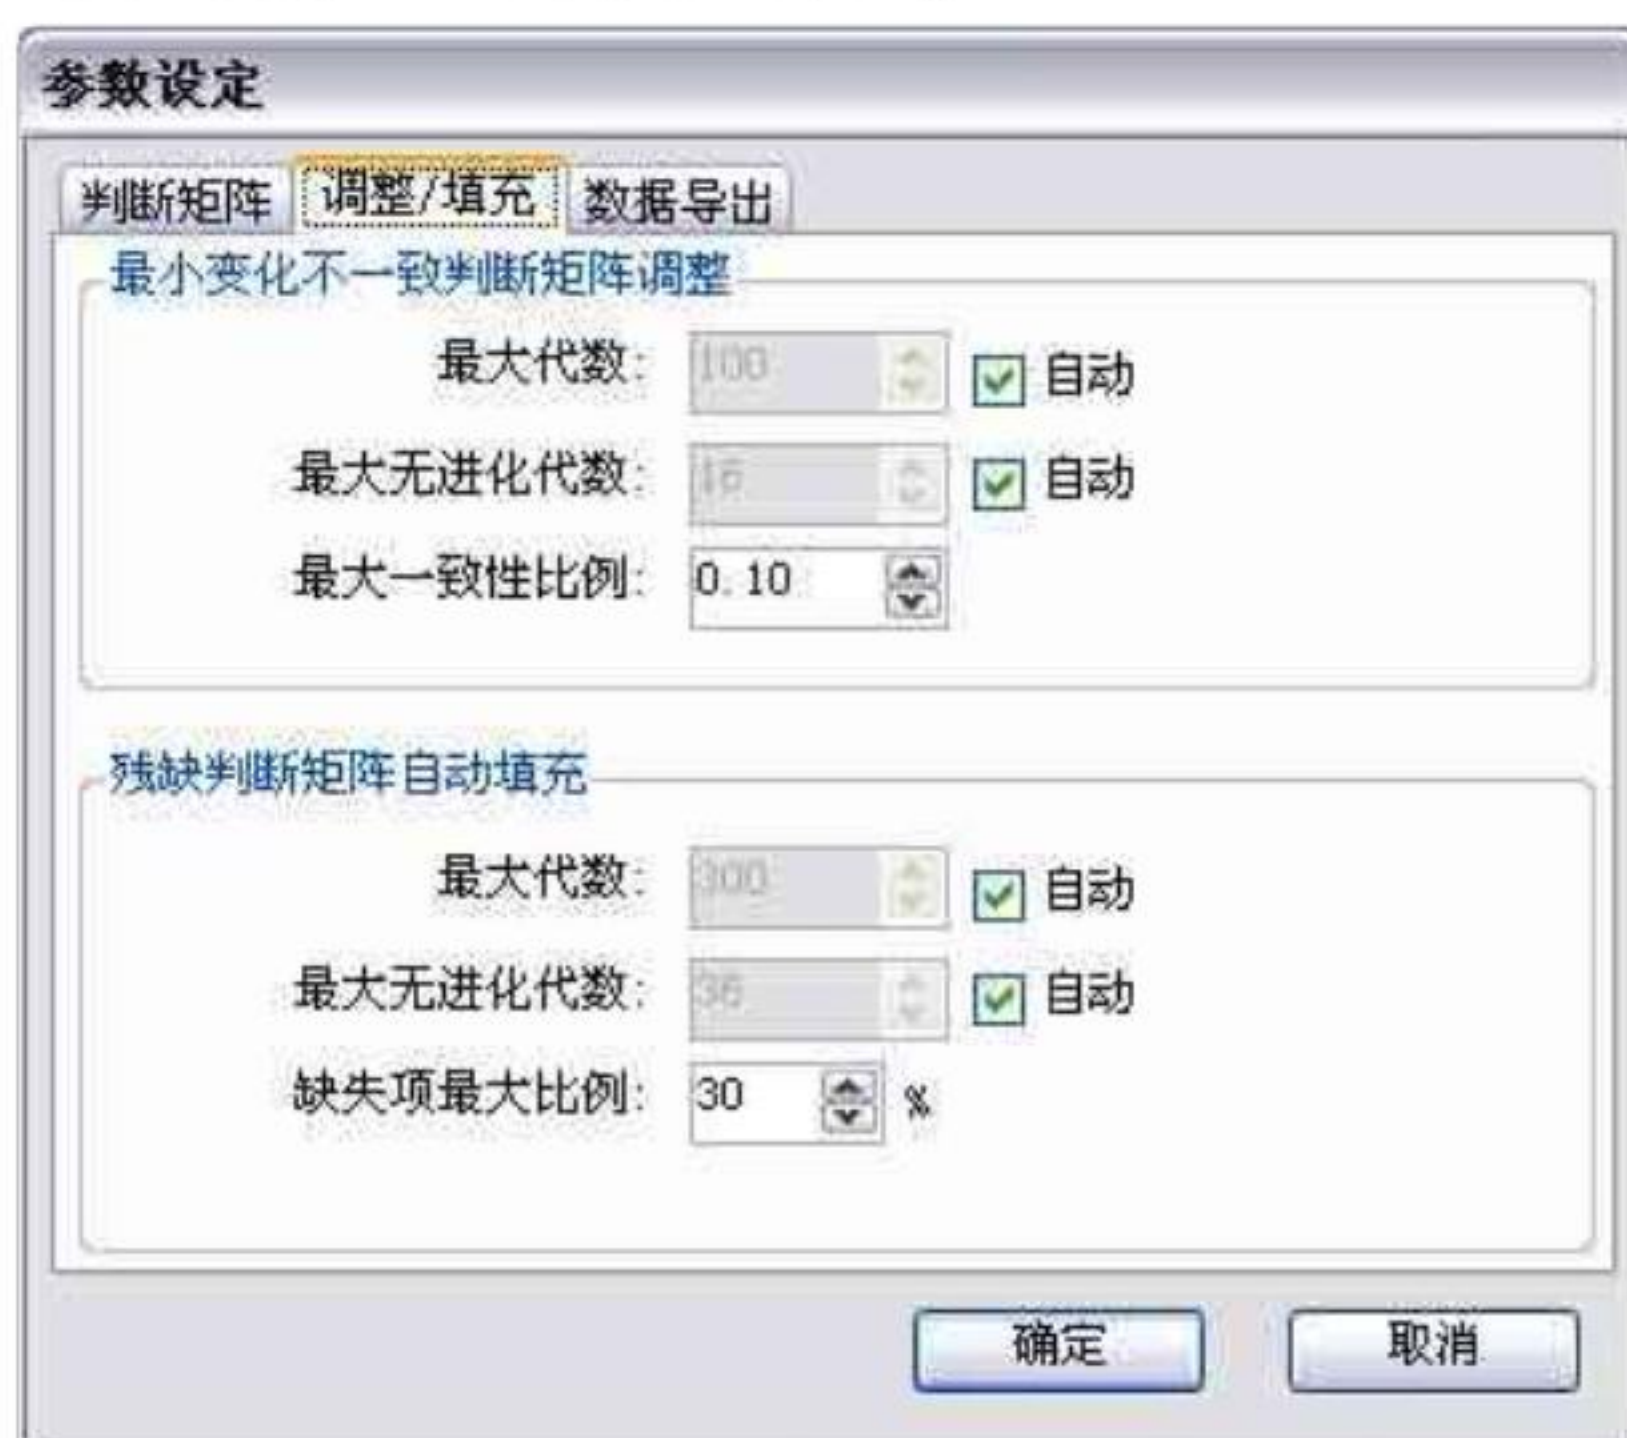 参数设定
判断矩阵 调整/填充 数据导出
最小变化不一致判断矩阵调整
最大代数: 100 自动
最大无进化代数: 自动
最大一致性比例: 0.10
残缺判断矩阵自动填充
最大代数: 300 自动
最大无进化代数: 36 自动
缺失项最大比例: 30 %
确定 取消